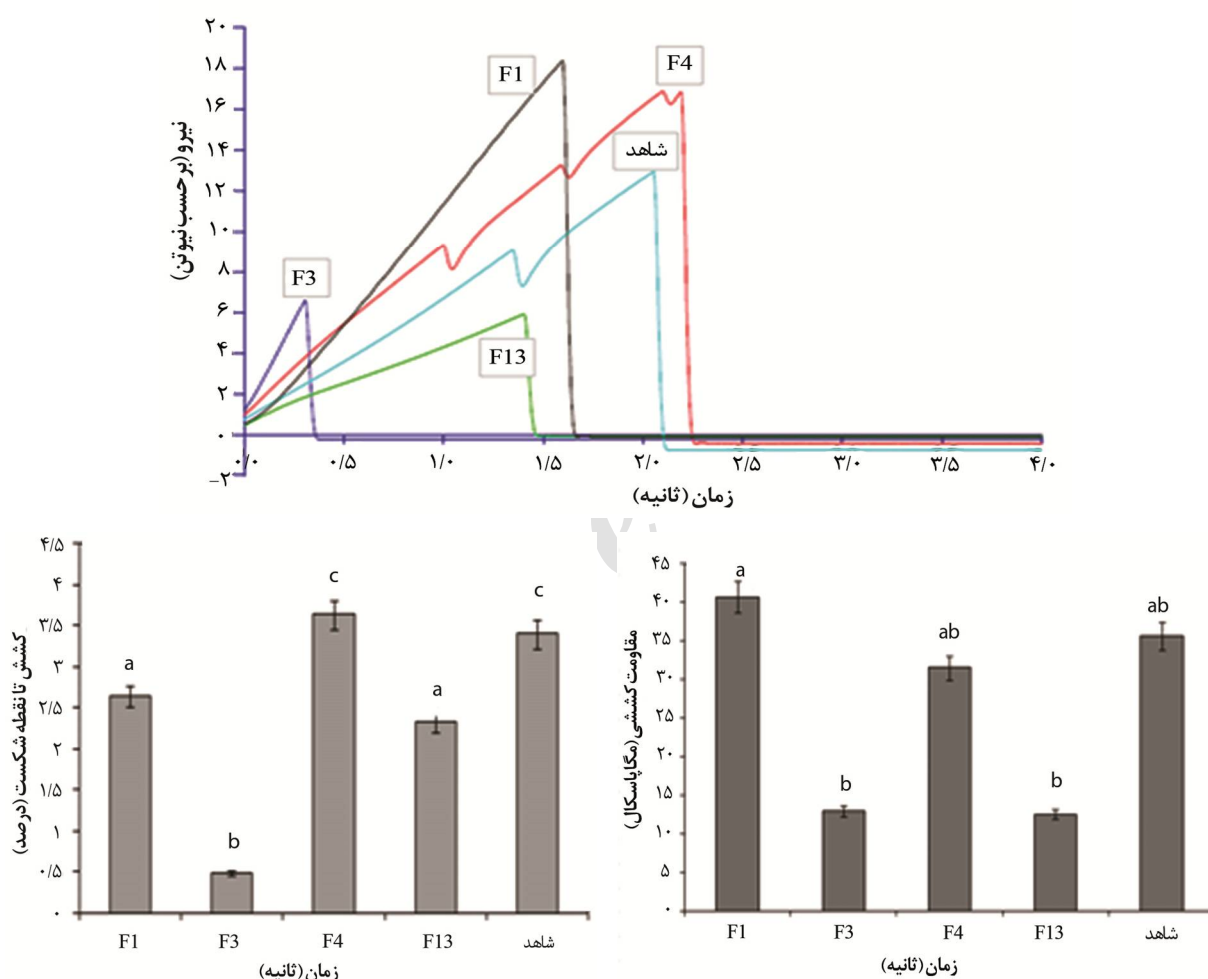 ۲۰
۱۸
۱۶
۱۴
۱۲
۱۰
۸
۶
۴
۲
۰
-۲
نیرو (برحسب نیوتن)
F1
F4
شاهد
F3
F13
۰/۰ ۰/۵ ۱/۰ ۱/۵ ۲/۰ ۲/۵ ۳/۰ ۳/۵ ۴/۰
زمان (ثانیه)
۴/۵
۴
۳/۵
۳
۲/۵
۲
۱/۵
۱
۰/۵
۰
کشش تا نقطه شکست (درصد)
a
b
c
a
c
F1 F3 F4 F13 شاهد
زمان (ثانیه)
۴۵
۴۰
۳۵
۳۰
۲۵
۲۰
۱۵
۱۰
۵
۰
مقاومت کششی (مگاپاسکال)
a
b
ab
b
ab
F1 F3 F4 F13 شاهد
زمان (ثانیه)